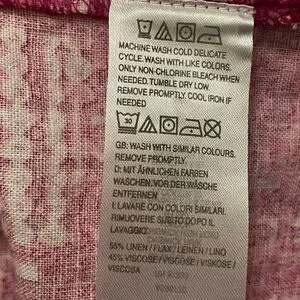 MACHINE WASH COLD DELICATE
CYCLE. WASH WITH LIKE COLORS.
ONLY NON-CHLORINE BLEACH WHEN
NEEDED. TUMBLE DRY LOW.
REMOVE PROMPTLY. COOL IRON IF
NEEDED
30
GB: WASH WITH SIMILAR COLOURS.
REMOVE PROMPTLY.
D: MIT ÄHNLICHEN FARBEN
WASCHEN. VOR DER WÄSCHE
ENTFERNEN
I: LAVARE CON COLORI SIMILARI.
RIMUOVERE SUBITO DOPO IL
LAVAGGIO
55% LINEN / FLAX / LEINEN / LINO
45% VISCOSE/VISCOSE / VISKOSE /
VISCOSA